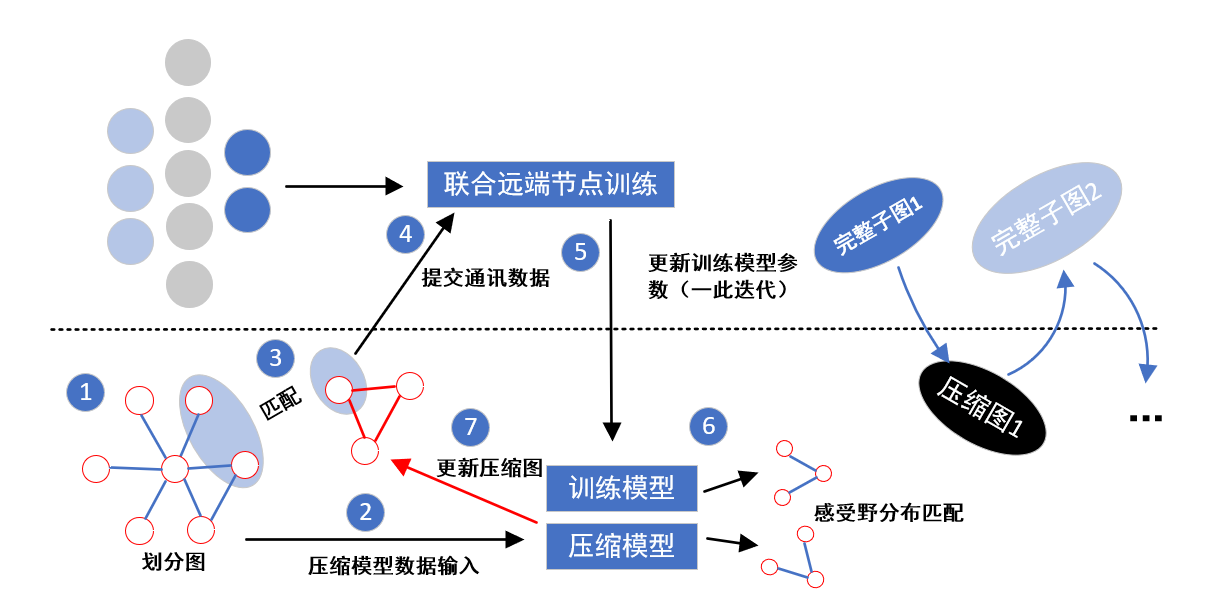 联合远端节点训练
4
提交通讯数据
5
更新训练模型参
数（一此迭代）
完整子图1
完整子图2
1
3
匹配
划分图
2
压缩模型数据输入
7
更新压缩图
6
训练模型
压缩模型
感受野分布匹配
压缩图1
...